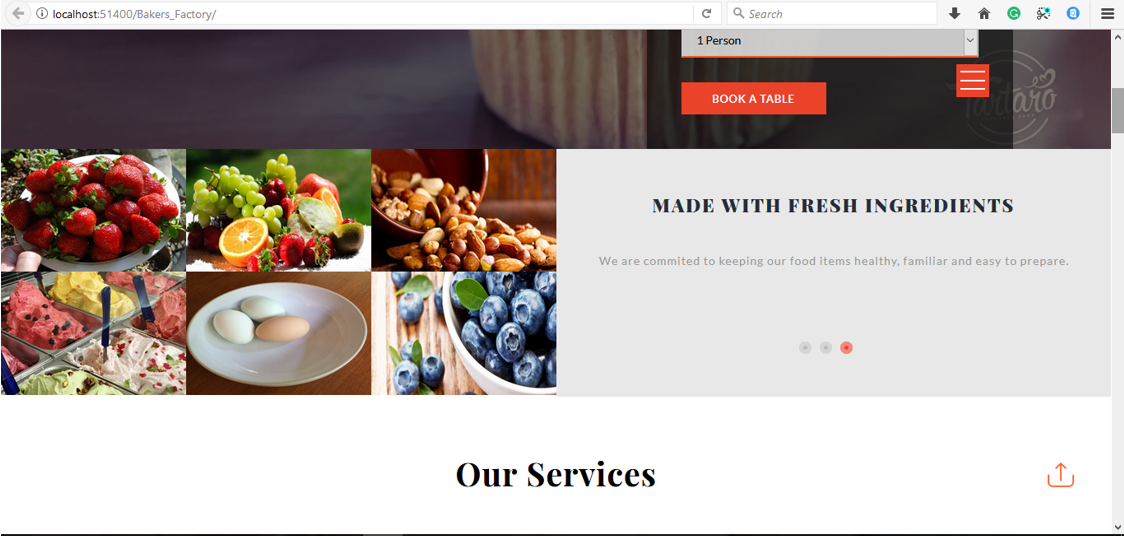 localhost:51400/Bakers_Factory/
Search
1 Person
BOOK A TABLE
Tartaro
MADE WITH FRESH INGREDIENTS
We are commited to keeping our food items healthy, familiar and easy to prepare.
Our Services